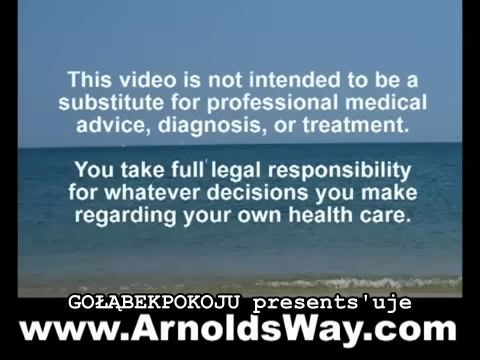 This video is not intended to be a
substitute for professional medical
advice, diagnosis, or treatment.
You take full legal responsibility
for whatever decisions you make
regarding your own health care.
GOŁĄBEKPOKOJU presents'uje
www.ArnoldsWay.com